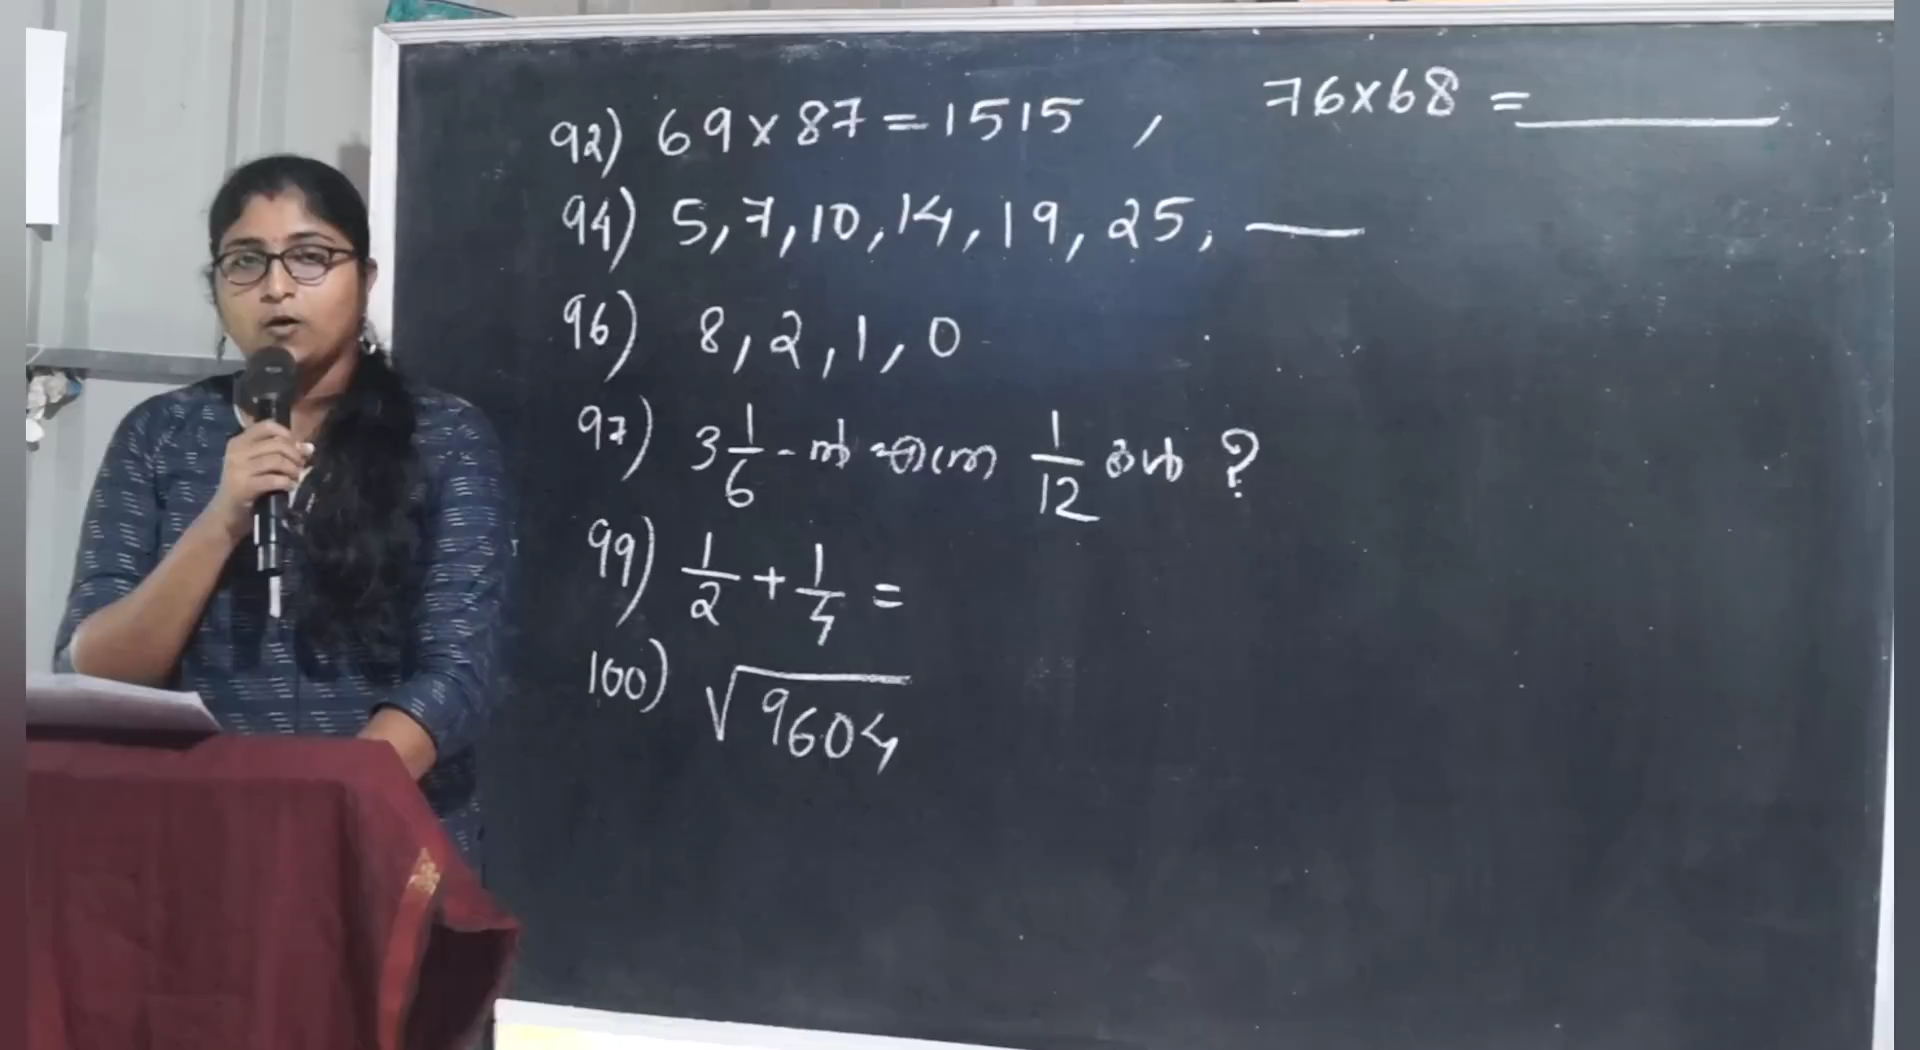 92) 69 x 87 = 1515 , 76 x 68 = ______
94) 5, 7, 10, 14, 19, 25, ___
96) 8, 2, 1, 0
97) 3 1/6 - ൽ എത്ര 1/12 കൾ ?
99) 1/2 + 1/4 =
100) √9604